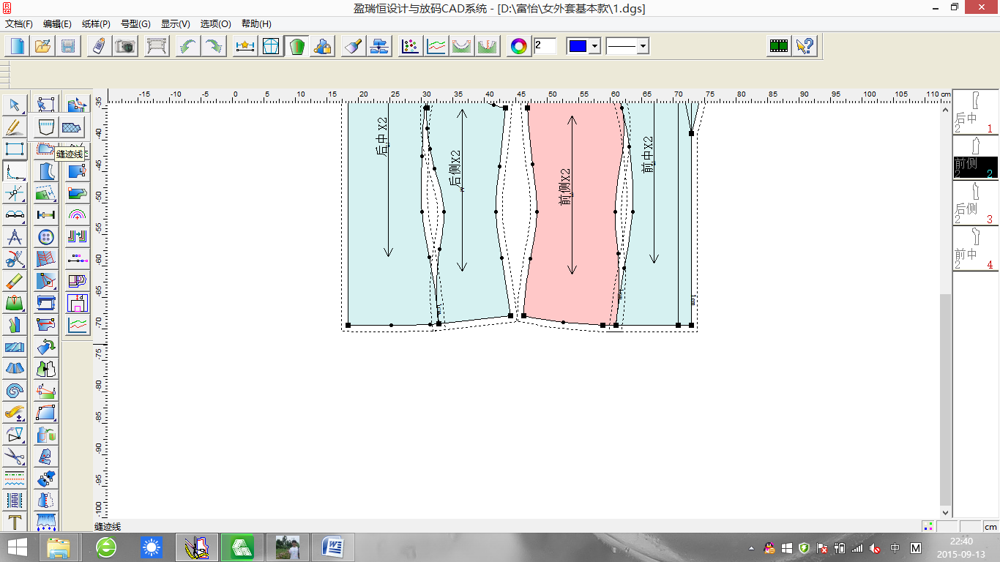 盈瑞恒设计与放码CAD系统 - [D:\富怡\女外套基本款\1.dgs]
文档(F) 编辑(E) 纸样(P) 号型(G) 显示(V) 选项(O) 帮助(H)
2
-15 -10 -5 0 5 10 15 20 25 30 35 40 45 50 55 60 65 70 75 80 85 90 95 100 105 110 cm
-35
-40
-45
-50
-55
-60
-65
-70
-75
-80
-85
-90
-95
-100
缝迹线
后中 X2
后侧X2
前侧X2
前中X2
1cm
后中
2 1
前侧
2 2
后侧
2 3
前中
2 4
缝迹线
cm
中
M
22:40
2015-09-13